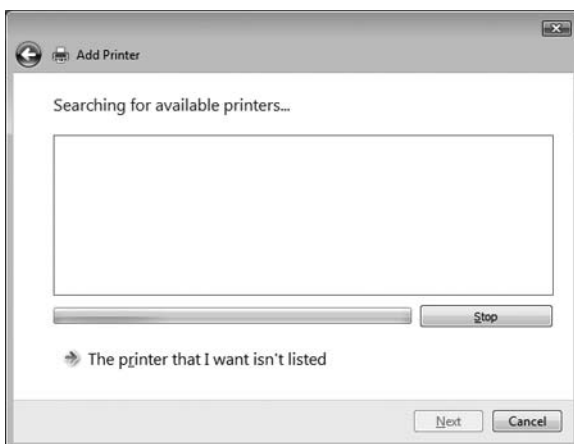 Add Printer
Searching for available printers...
Stop
The printer that I want isn't listed
Next Cancel